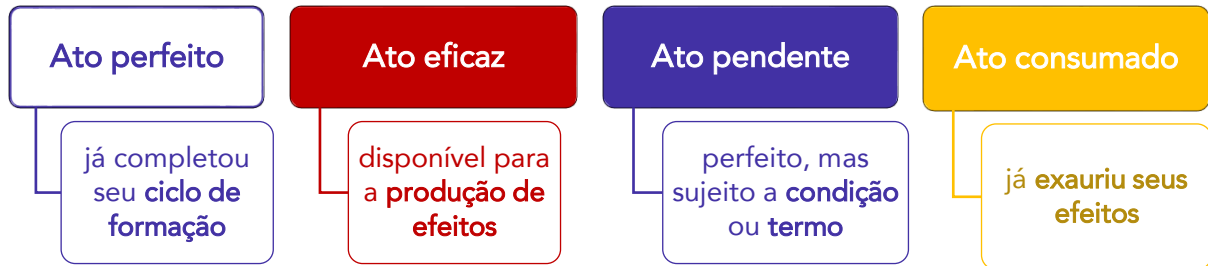 Ato perfeito
já completou
seu ciclo de
formação
Ato eficaz
disponível para
a produção de
efeitos
Ato pendente
perfeito, mas
sujeito a condição
ou termo
Ato consumado
já exauriu seus
efeitos